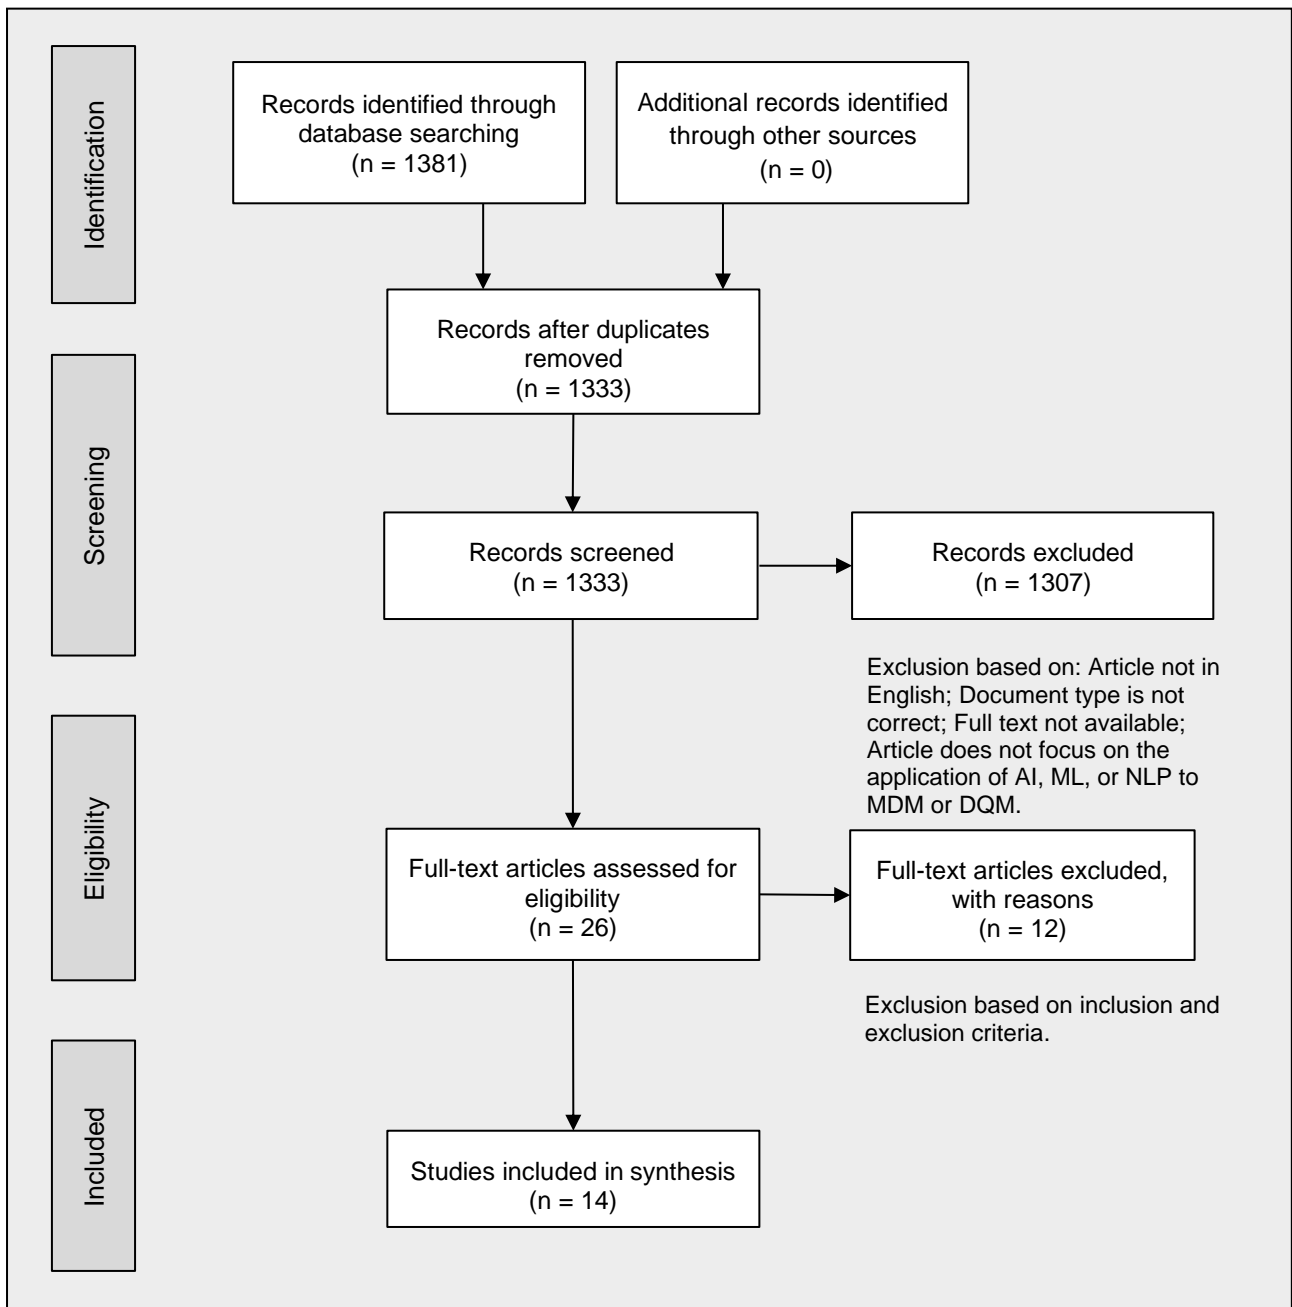 Identification
Records identified through
database searching
(n = 1381)
Additional records identified
through other sources
(n = 0)
Records after duplicates
removed
(n = 1333)
Screening
Records screened
(n = 1333)
Records excluded
(n = 1307)
Exclusion based on: Article not in
English; Document type is not
correct; Full text not available;
Article does not focus on the
application of AI, ML, or NLP to
MDM or DQM.
Eligibility
Full-text articles assessed for
eligibility
(n = 26)
Full-text articles excluded,
with reasons
(n = 12)
Exclusion based on inclusion and
exclusion criteria.
Included
Studies included in synthesis
(n = 14)